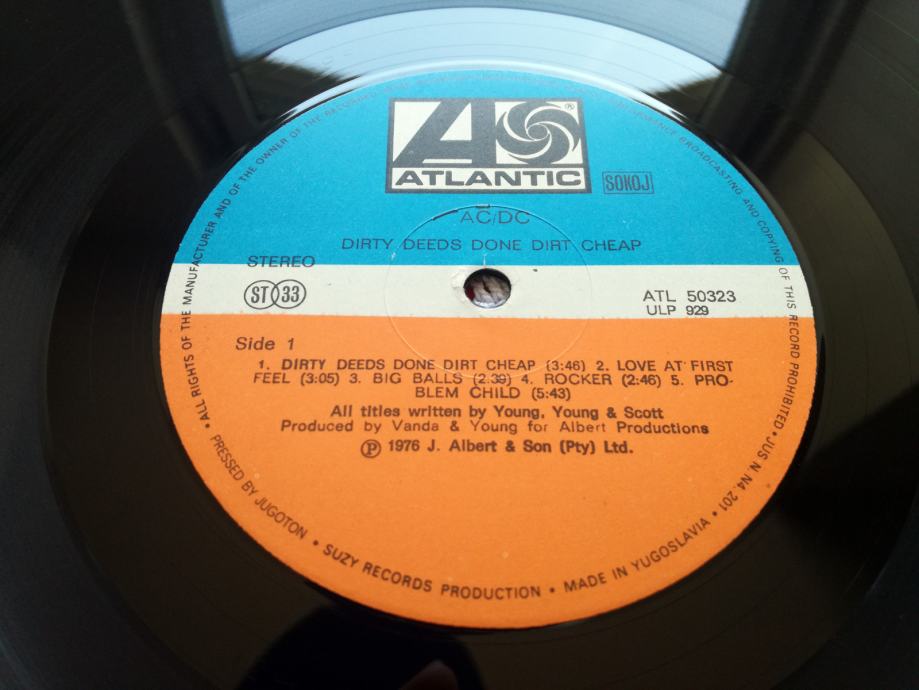 AS®
ATLANTIC
SOKOJ
AC/DC
DIRTY DEEDS DONE DIRT CHEAP
STEREO
ST 33
ATL 50323
ULP 929
Side 1
1. DIRTY DEEDS DONE DIRT CHEAP (3:46) 2. LOVE AT FIRST
FEEL (3:05) 3. BIG BALLS (2.39) 4. ROCKER (2:46) 5. PRO-
BLEM CHILD (5:43)
All titles written by Young, Young & Scott
Produced by Vanda & Young for Albert Productions
℗ 1976 J. Albert & Son (Pty) Ltd.
• ALL RIGHTS OF THE MANUFACTURER AND OF THE OWNER OF THE RECORDED BROADCASTING AND COPYING OF THIS RECORD PROHIBITED • JUS N N4. 201
• PRESSED BY JUGOTON • SUZY RECORDS PRODUCTION • MADE IN YUGOSLAVIA •